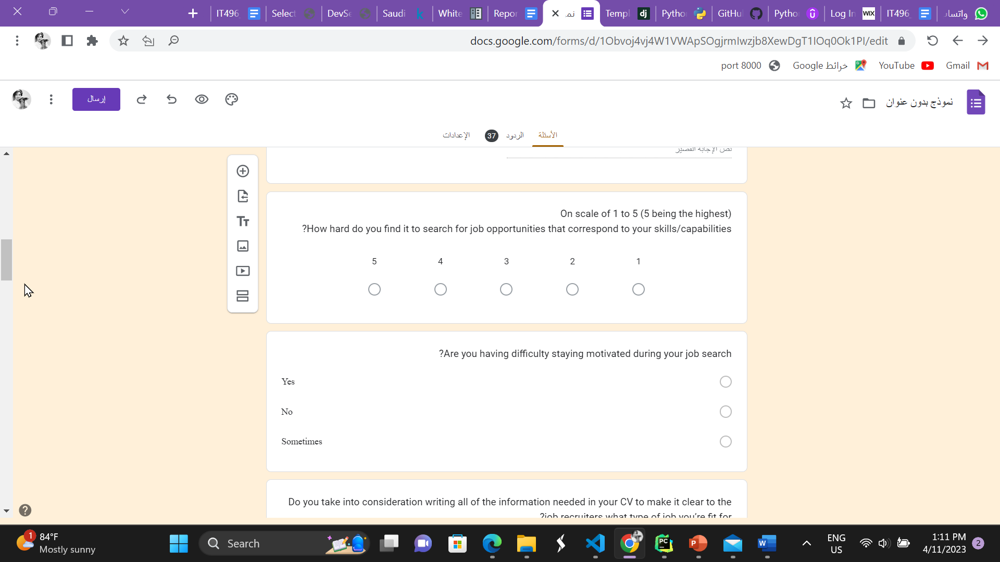 IT496
Select
DevSe
Saudi
White
Repor
نمـ
Templ
Pytho
GitHu
Pytho
Log In
IT496_
واتساب
docs.google.com/forms/d/1Obvoj4vj4W1VWApSOgjrmIwzjb8XewDgT1IOq0Ok1PI/edit
port 8000
خرائط Google
YouTube
Gmail
إرسال
نموذج بدون عنوان
الأسئلة
الردود
37
الإعدادات
نص الإجابة القصير
On scale of 1 to 5 (5 being the highest)
?How hard do you find it to search for job opportunities that correspond to your skills/capabilities
5 4 3 2 1
?Are you having difficulty staying motivated during your job search
Yes
No
Sometimes
Do you take into consideration writing all of the information needed in your CV to make it clear to the
?job recruiters what type of job you're fit for
1
84°F
Mostly sunny
Search
ENG
US
1:11 PM
4/11/2023
2